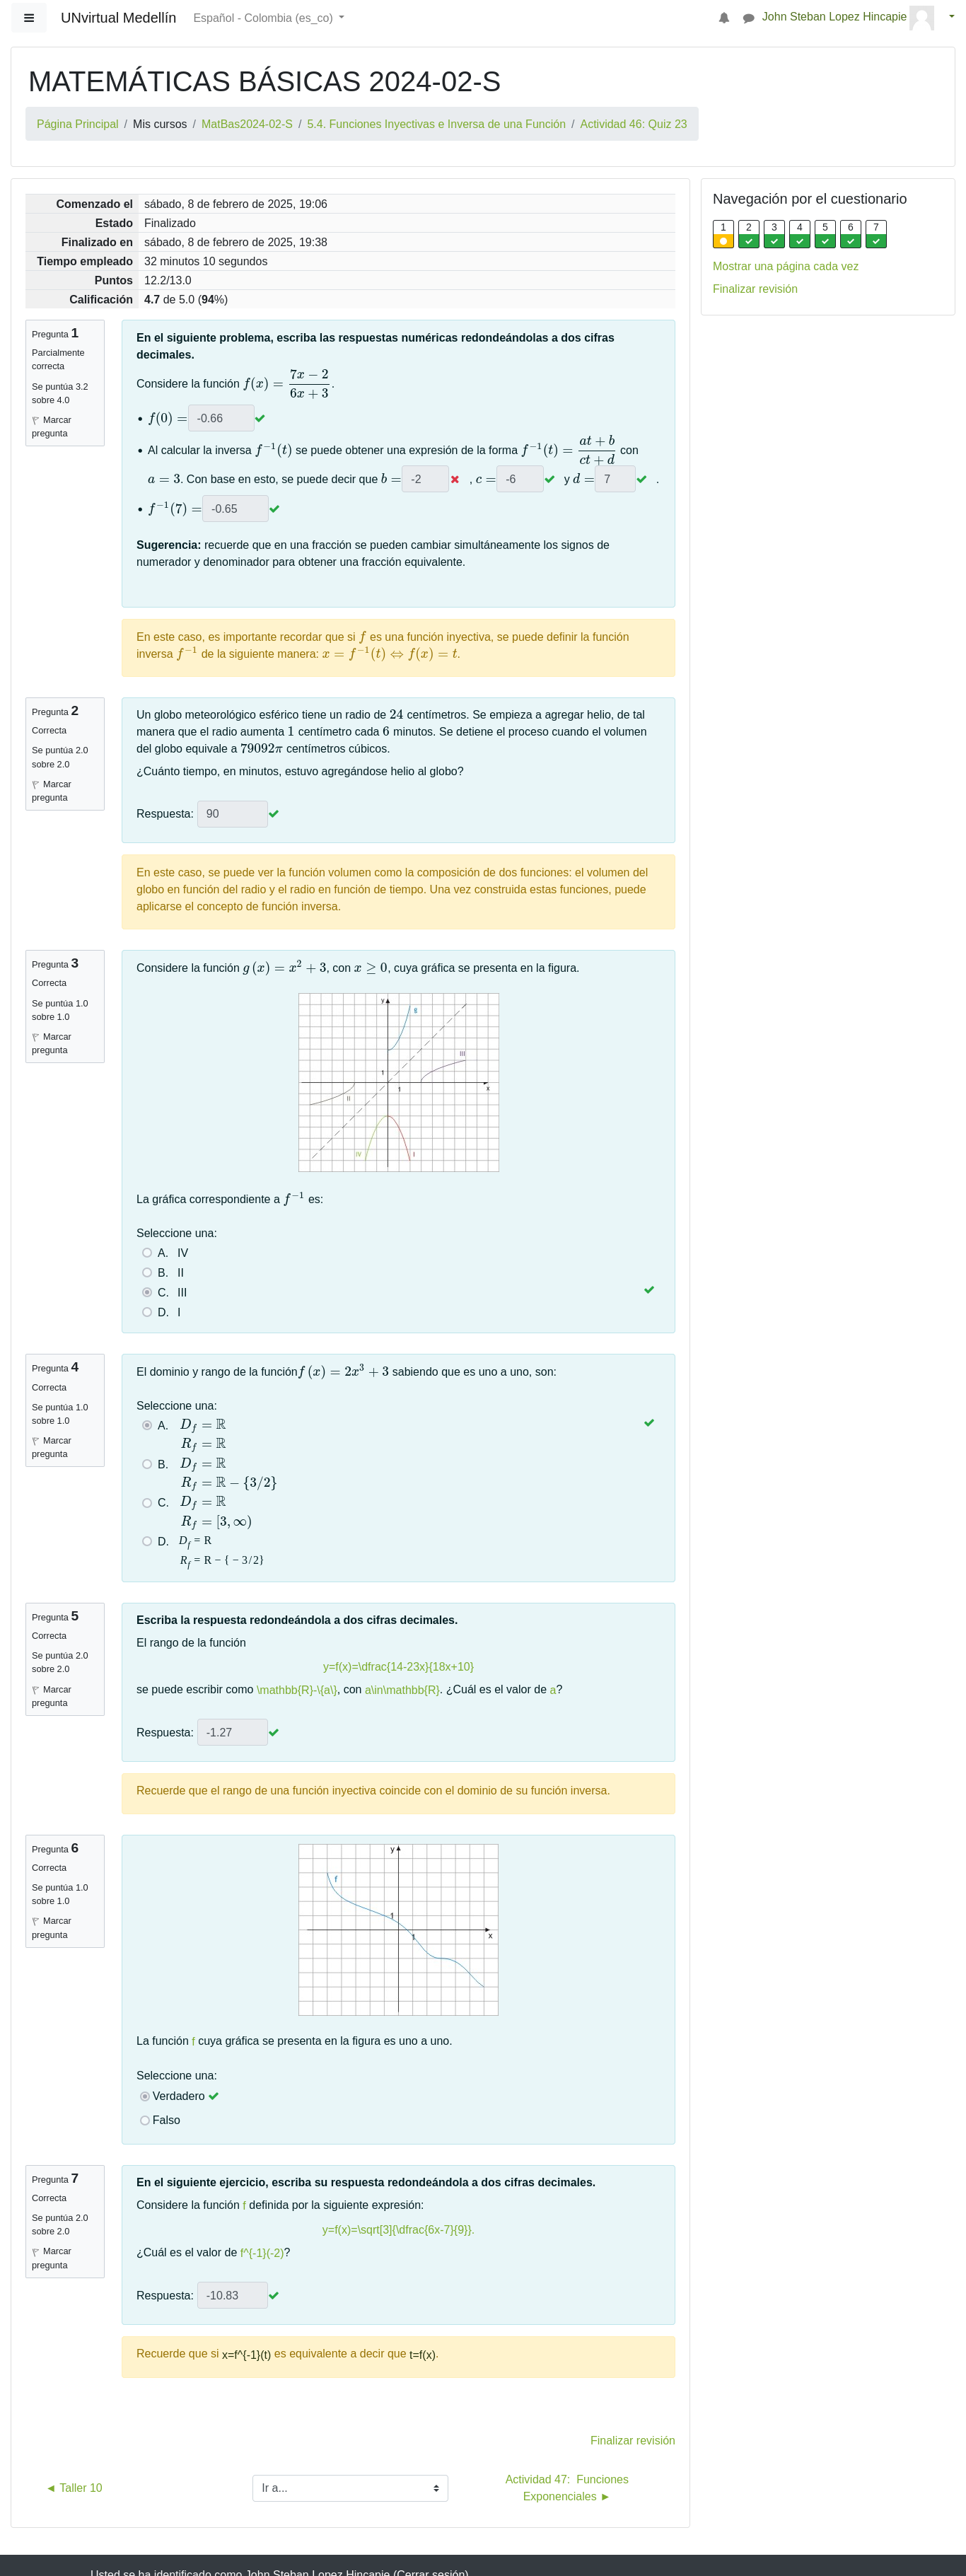 UNvirtual Medellín Español - Colombia (es_co) John Steban Lopez Hincapie
MATEMÁTICAS BÁSICAS 2024-02-S
Página Principal / Mis cursos / MatBas2024-02-S / 5.4. Funciones Inyectivas e Inversa de una Función / Actividad 46: Quiz 23
Comenzado el sábado, 8 de febrero de 2025, 19:06
Estado Finalizado
Finalizado en sábado, 8 de febrero de 2025, 19:38
Tiempo empleado 32 minutos 10 segundos
Puntos 12.2/13.0
Calificación 4.7 de 5.0 (94%)
Navegación por el cuestionario
1 2 3 4 5 6 7
Mostrar una página cada vez
Finalizar revisión
Pregunta 1
Parcialmente
correcta
Se puntúa 3.2
sobre 4.0
Marcar
pregunta
En el siguiente problema, escriba las respuestas numéricas redondeándolas a dos cifras
decimales.
Considere la función f(x) = (7x − 2)/(6x + 3).
• f(0) = -0.66
• Al calcular la inversa f⁻¹(t) se puede obtener una expresión de la forma f⁻¹(t) = (at + b)/(ct + d) con
a = 3. Con base en esto, se puede decir que b = -2 , c = -6 y d = 7 .
• f⁻¹(7) = -0.65
Sugerencia: recuerde que en una fracción se pueden cambiar simultáneamente los signos de
numerador y denominador para obtener una fracción equivalente.
En este caso, es importante recordar que si f es una función inyectiva, se puede definir la función
inversa f⁻¹ de la siguiente manera: x = f⁻¹(t) ⇔ f(x) = t.
Pregunta 2
Correcta
Se puntúa 2.0
sobre 2.0
Marcar
pregunta
Un globo meteorológico esférico tiene un radio de 24 centímetros. Se empieza a agregar helio, de tal
manera que el radio aumenta 1 centímetro cada 6 minutos. Se detiene el proceso cuando el volumen
del globo equivale a 79092π centímetros cúbicos.
¿Cuánto tiempo, en minutos, estuvo agregándose helio al globo?
Respuesta: 90
En este caso, se puede ver la función volumen como la composición de dos funciones: el volumen del
globo en función del radio y el radio en función de tiempo. Una vez construida estas funciones, puede
aplicarse el concepto de función inversa.
Pregunta 3
Correcta
Se puntúa 1.0
sobre 1.0
Marcar
pregunta
Considere la función g (x) = x² + 3, con x ≥ 0, cuya gráfica se presenta en la figura.
y
g
III
1
1
x
II
IV
I
La gráfica correspondiente a f⁻¹ es:
Seleccione una:
A. IV
B. II
C. III
D. I
Pregunta 4
Correcta
Se puntúa 1.0
sobre 1.0
Marcar
pregunta
El dominio y rango de la función f (x) = 2x³ + 3 sabiendo que es uno a uno, son:
Seleccione una:
A. D_f = ℝ
R_f = ℝ
B. D_f = ℝ
R_f = ℝ − {3/2}
C. D_f = ℝ
R_f = [3, ∞)
D. D_f = R
R_f = R − { − 3/2}
Pregunta 5
Correcta
Se puntúa 2.0
sobre 2.0
Marcar
pregunta
Escriba la respuesta redondeándola a dos cifras decimales.
El rango de la función
y=f(x)=\dfrac{14-23x}{18x+10}
se puede escribir como \mathbb{R}-\{a\}, con a\in\mathbb{R}. ¿Cuál es el valor de a?
Respuesta: -1.27
Recuerde que el rango de una función inyectiva coincide con el dominio de su función inversa.
Pregunta 6
Correcta
Se puntúa 1.0
sobre 1.0
Marcar
pregunta
y
f
1
1
x
La función f cuya gráfica se presenta en la figura es uno a uno.
Seleccione una:
Verdadero
Falso
Pregunta 7
Correcta
Se puntúa 2.0
sobre 2.0
Marcar
pregunta
En el siguiente ejercicio, escriba su respuesta redondeándola a dos cifras decimales.
Considere la función f definida por la siguiente expresión:
y=f(x)=\sqrt[3]{\dfrac{6x-7}{9}}.
¿Cuál es el valor de f^{-1}(-2)?
Respuesta: -10.83
Recuerde que si x=f^{-1}(t) es equivalente a decir que t=f(x).
Finalizar revisión
◄ Taller 10
Ir a...
Actividad 47: Funciones
Exponenciales ►
Usted se ha identificado como John Steban Lopez Hincapie (Cerrar sesión)